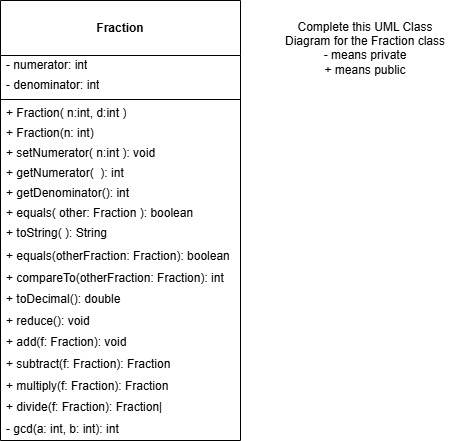 Fraction
- numerator: int
- denominator: int
+ Fraction( n:int, d:int )
+ Fraction(n: int)
+ setNumerator( n:int ): void
+ getNumerator(  ): int
+ getDenominator(): int
+ equals( other: Fraction ): boolean
+ toString( ): String
+ equals(otherFraction: Fraction): boolean
+ compareTo(otherFraction: Fraction): int
+ toDecimal(): double
+ reduce(): void
+ add(f: Fraction): void
+ subtract(f: Fraction): Fraction
+ multiply(f: Fraction): Fraction
+ divide(f: Fraction): Fraction|
- gcd(a: int, b: int): int
Complete this UML Class
Diagram for the Fraction class
- means private
+ means public